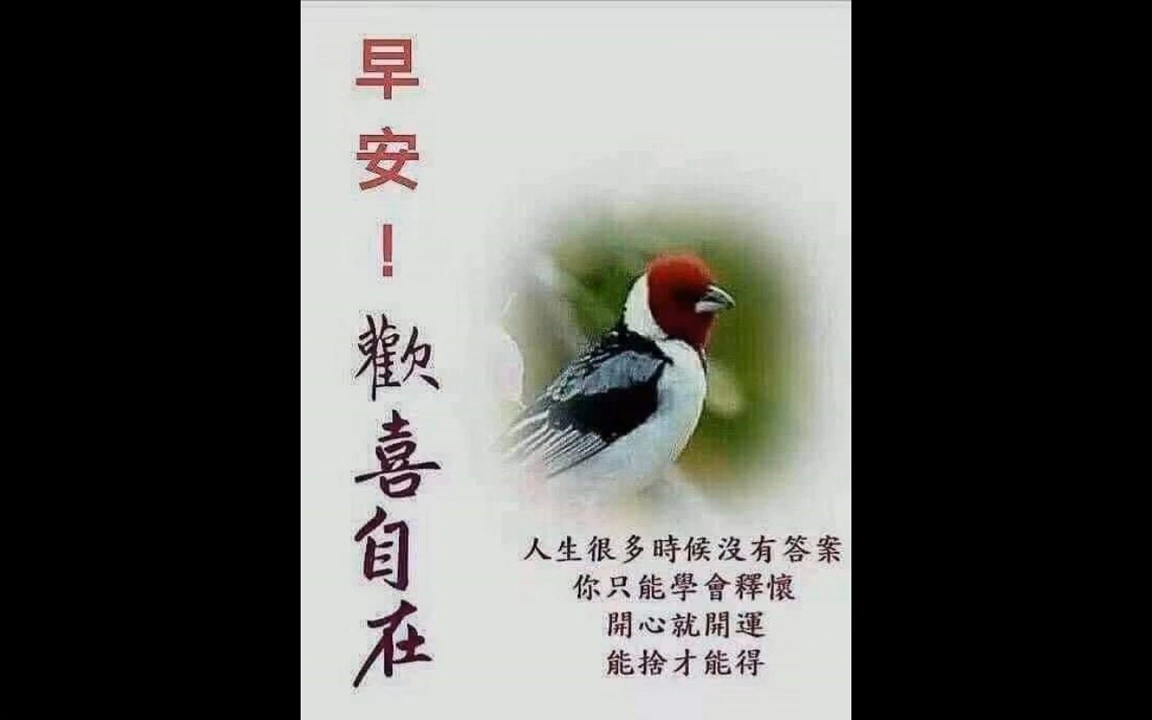 早安！
歡喜自在
人生很多時候沒有答案
你只能學會釋懷
開心就開運
能捨才能得